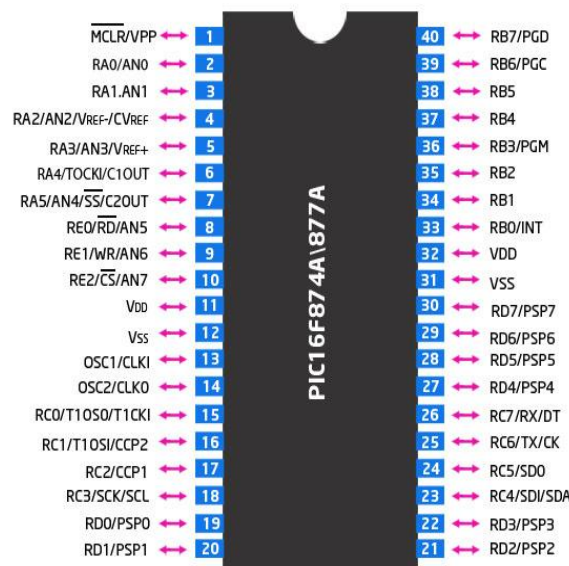 MCLR/VPP 1
RA0/AN0 2
RA1.AN1 3
RA2/AN2/VREF-/CVREF 4
RA3/AN3/VREF+ 5
RA4/TOCKI/C1OUT 6
RA5/AN4/SS/C2OUT 7
RE0/RD/AN5 8
RE1/WR/AN6 9
RE2/CS/AN7 10
VDD 11
VSS 12
OSC1/CLKI 13
OSC2/CLK0 14
RC0/T1OSO/T1CKI 15
RC1/T1OSI/CCP2 16
RC2/CCP1 17
RC3/SCK/SCL 18
RD0/PSP0 19
RD1/PSP1 20
PIC16F874A\877A
40 RB7/PGD
39 RB6/PGC
38 RB5
37 RB4
36 RB3/PGM
35 RB2
34 RB1
33 RB0/INT
32 VDD
31 VSS
30 RD7/PSP7
29 RD6/PSP6
28 RD5/PSP5
27 RD4/PSP4
26 RC7/RX/DT
25 RC6/TX/CK
24 RC5/SDO
23 RC4/SDI/SDA
22 RD3/PSP3
21 RD2/PSP2